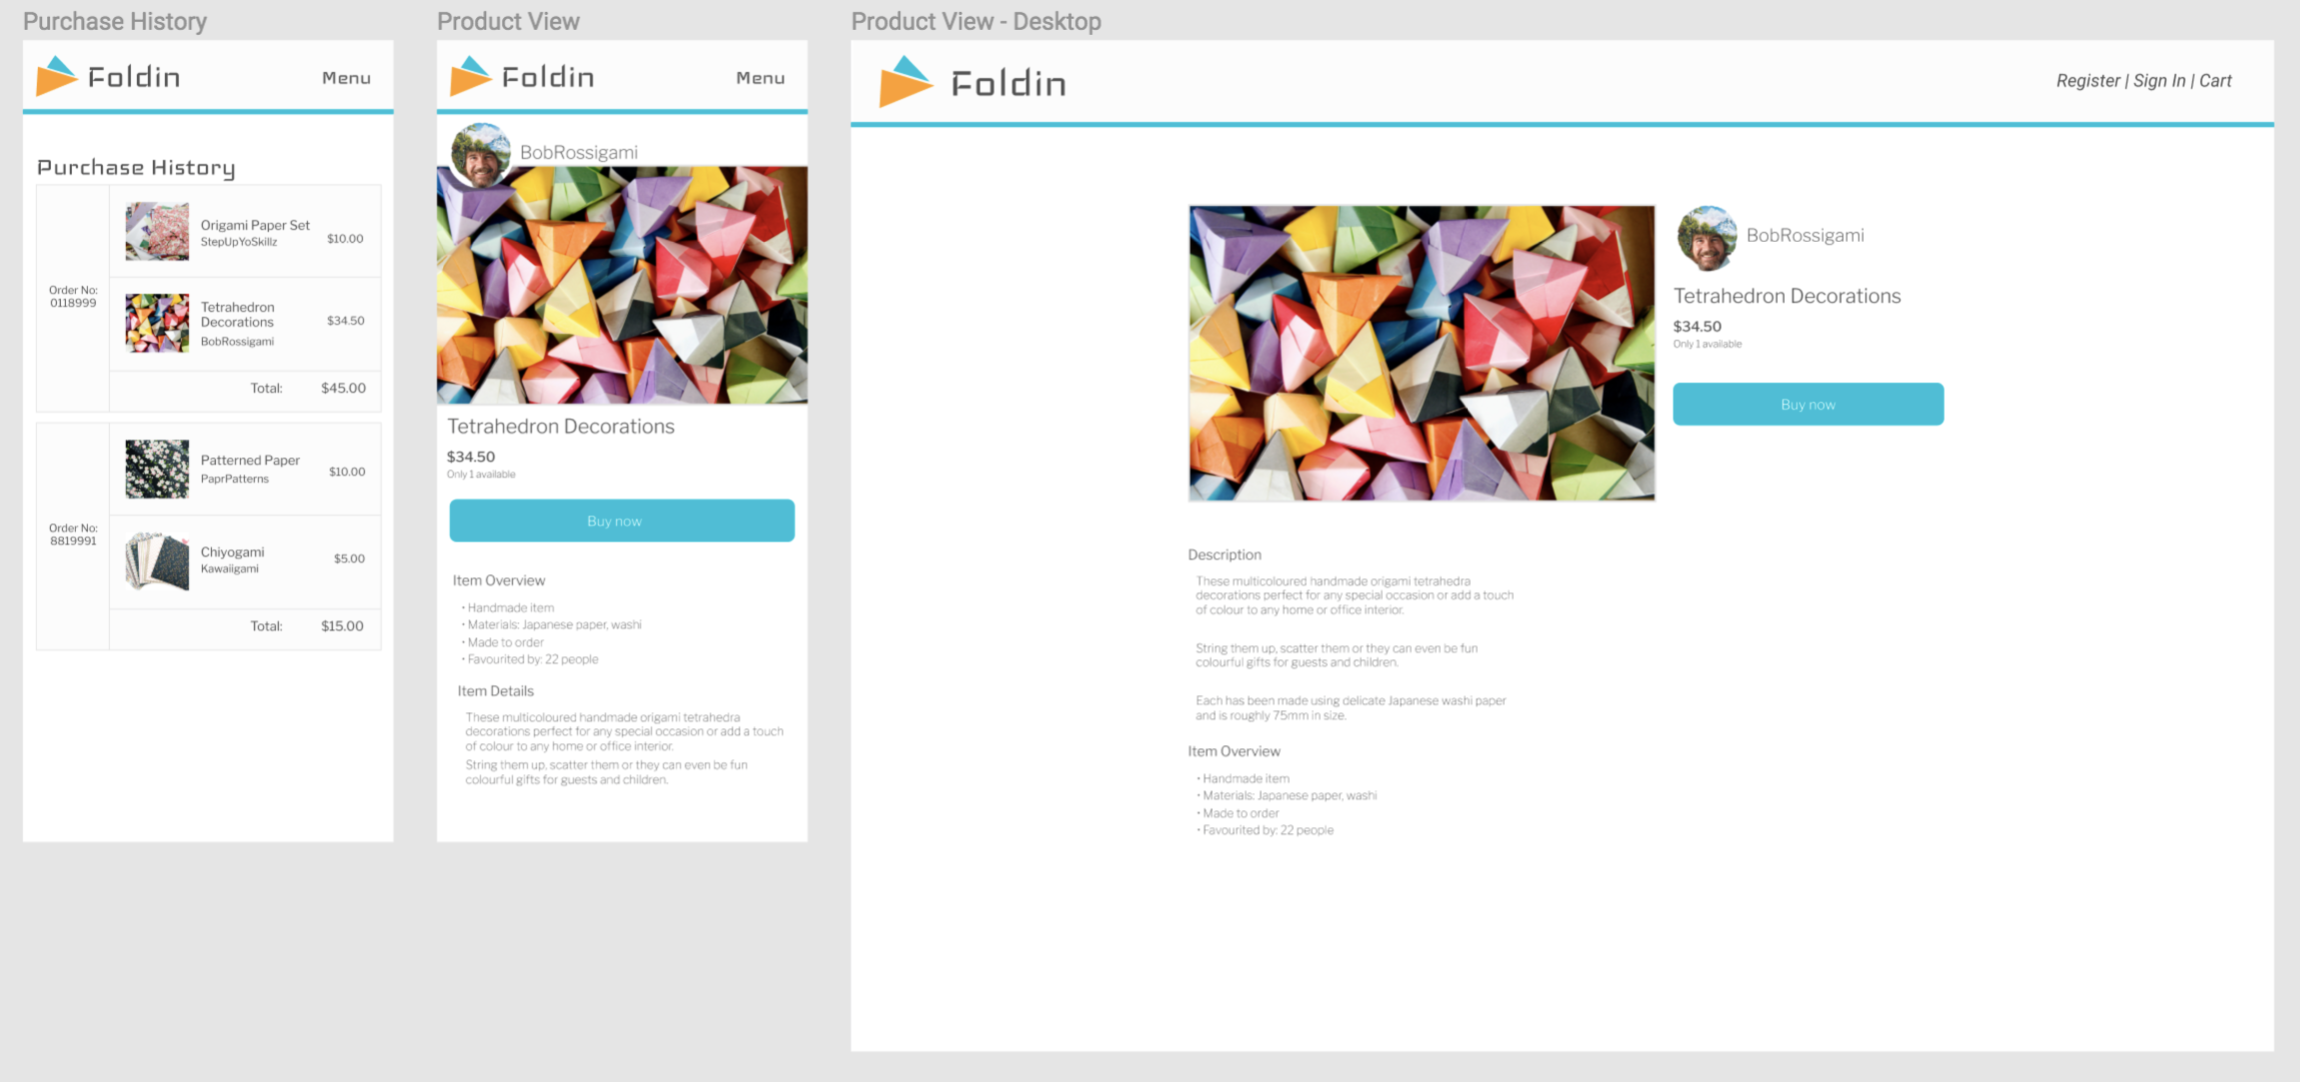 Purchase History
Foldin
Menu
Purchase History
Order No:
0118999
Origami Paper Set
StepUpYoSkillz
$10.00
Tetrahedron
Decorations
BobRossigami
$34.50
Total:
$45.00
Order No:
8819991
Patterned Paper
PaprPatterns
$10.00
Chiyogami
Kawaiigami
$5.00
Total:
$15.00
Product View
Foldin
Menu
BobRossigami
Tetrahedron Decorations
$34.50
Only 1 available
Buy now
Item Overview
• Handmade item
• Materials: Japanese paper, washi
• Made to order
• Favourited by: 22 people
Item Details
These multicoloured handmade origami tetrahedra
decorations perfect for any special occasion or add a touch
of colour to any home or office interior.
String them up, scatter them or they can even be fun
colourful gifts for guests and children.
Product View - Desktop
Foldin
Register | Sign In | Cart
BobRossigami
Tetrahedron Decorations
$34.50
Only 1 available
Buy now
Description
These multicoloured handmade origami tetrahedra
decorations perfect for any special occasion or add a touch
of colour to any home or office interior.
String them up, scatter them or they can even be fun
colourful gifts for guests and children.
Each has been made using delicate Japanese washi paper
and is roughly 75mm in size.
Item Overview
• Handmade item
• Materials: Japanese paper, washi
• Made to order
• Favourited by: 22 people